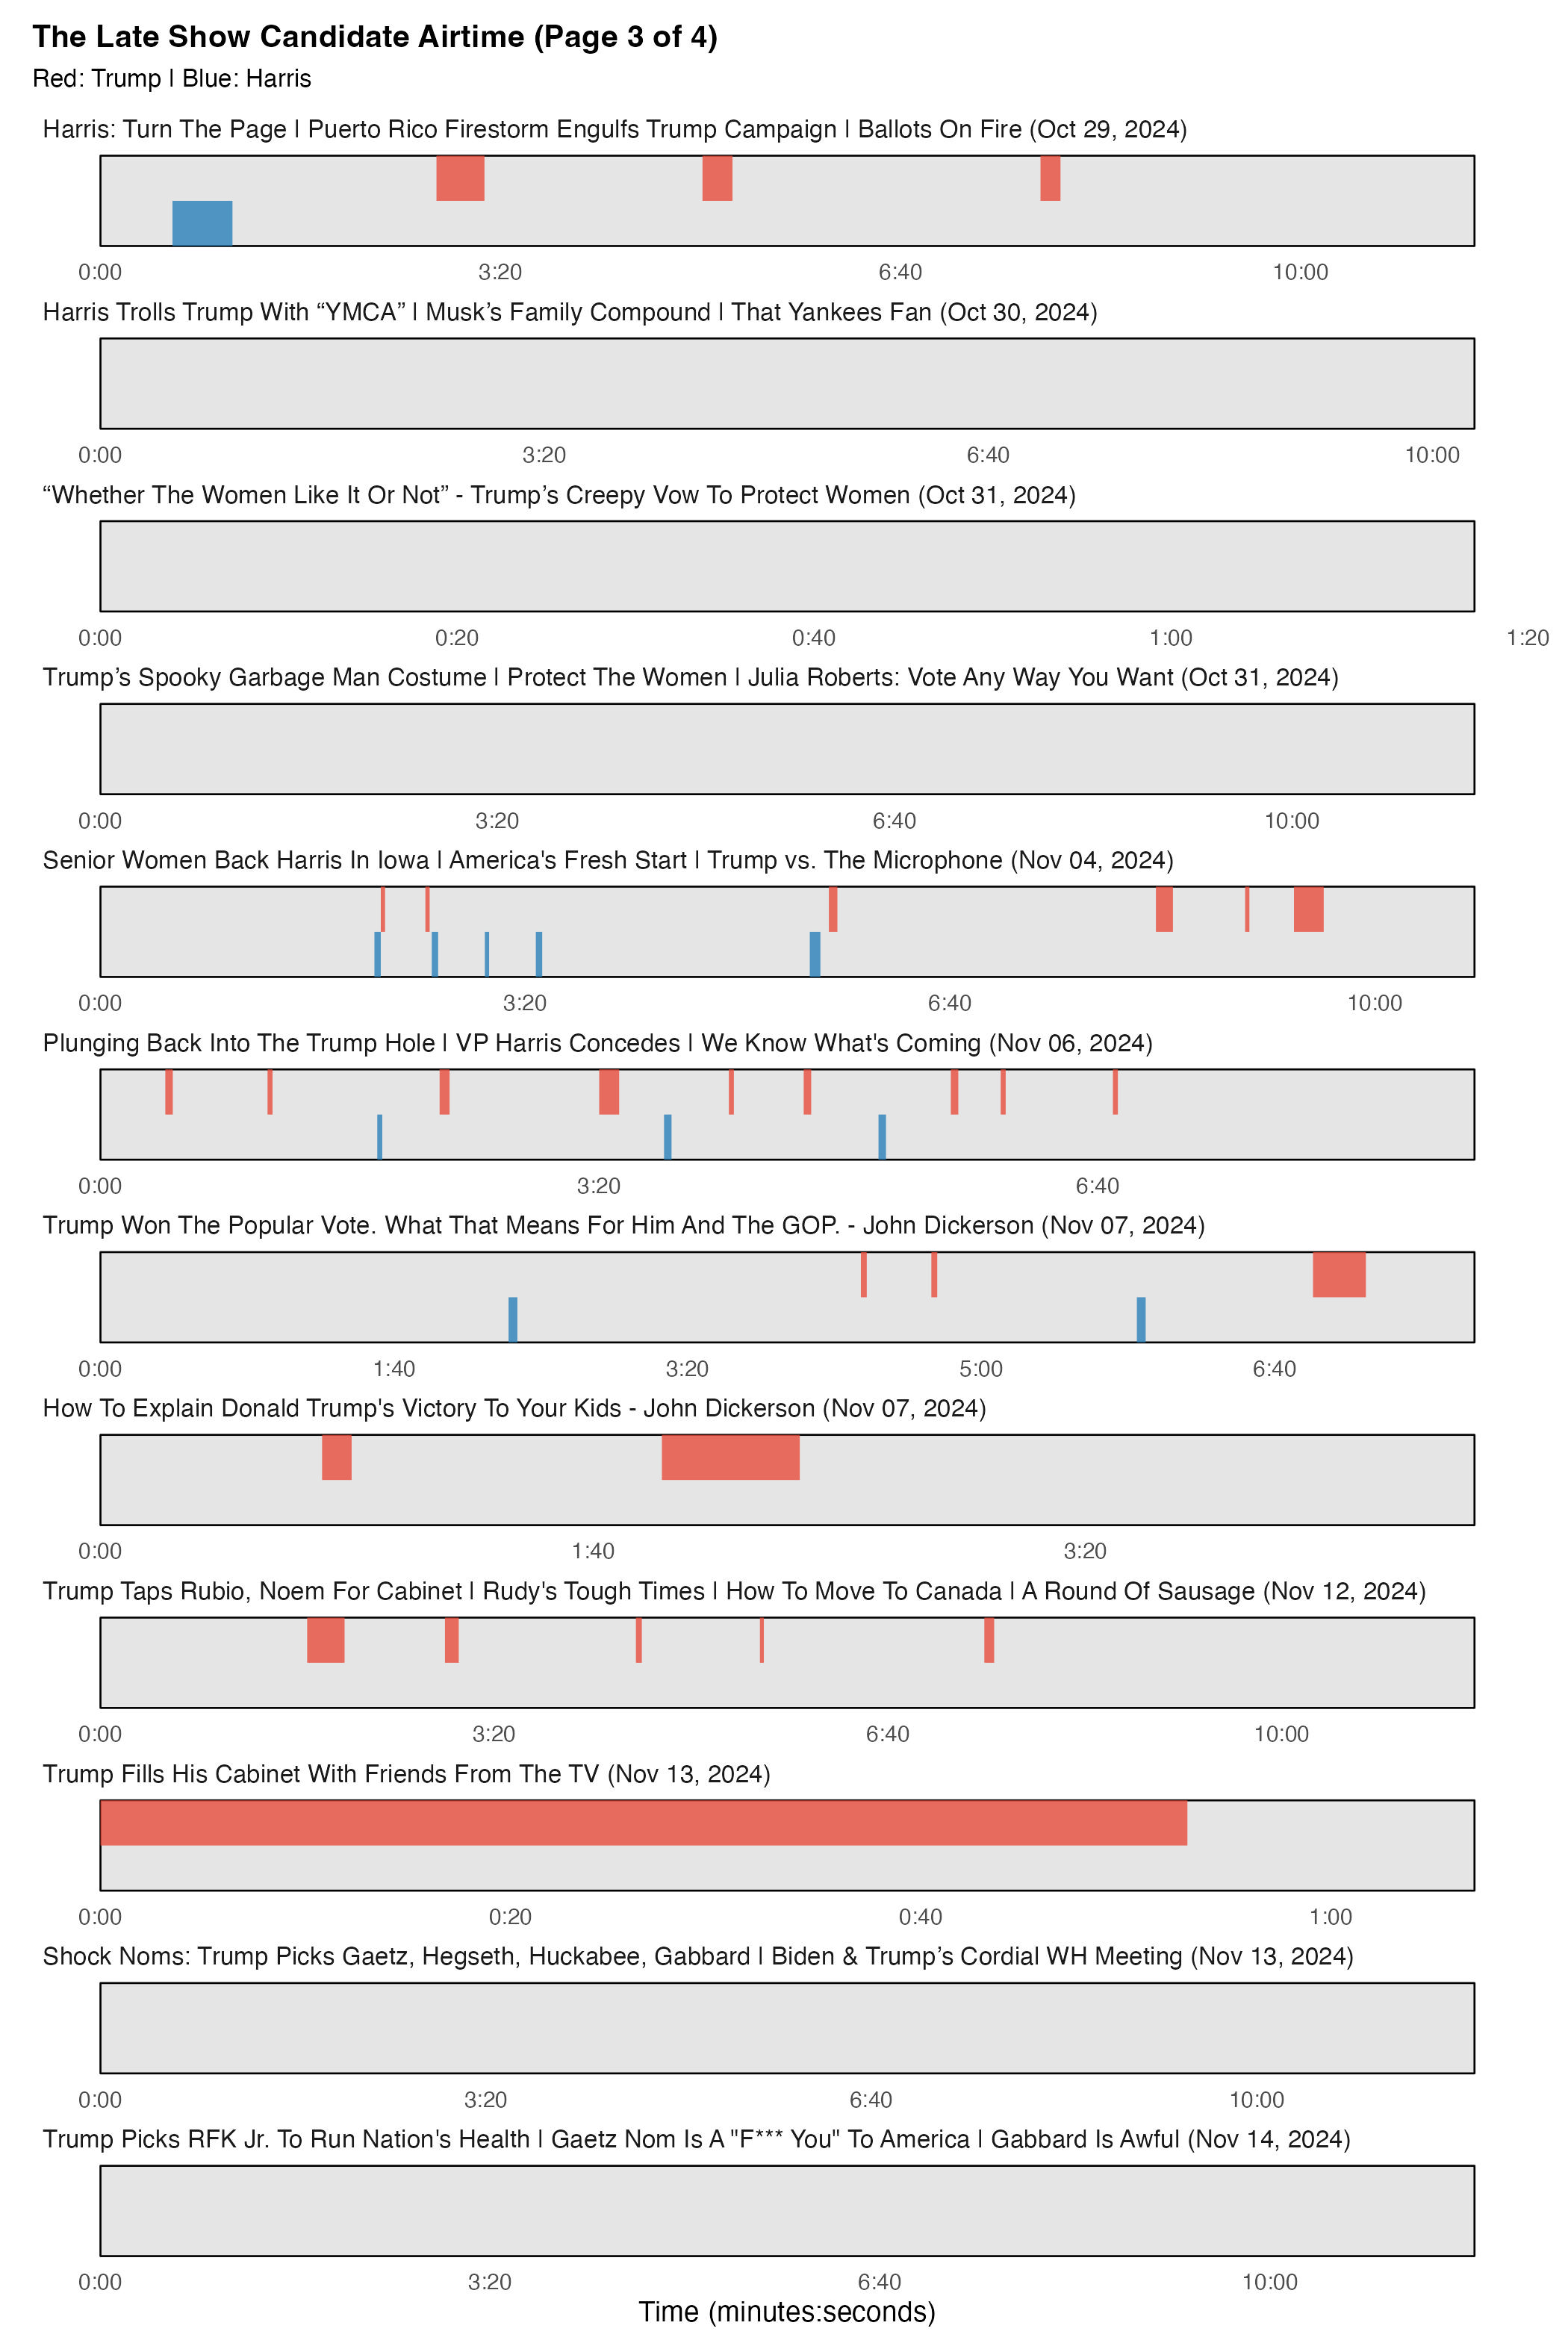 The Late Show Candidate Airtime (Page 3 of 4)
Red: Trump | Blue: Harris
Harris: Turn The Page | Puerto Rico Firestorm Engulfs Trump Campaign | Ballots On Fire (Oct 29, 2024)
0:00 3:20 6:40 10:00
Harris Trolls Trump With “YMCA” | Musk’s Family Compound | That Yankees Fan (Oct 30, 2024)
0:00 3:20 6:40 10:00
“Whether The Women Like It Or Not” - Trump’s Creepy Vow To Protect Women (Oct 31, 2024)
0:00 0:20 0:40 1:00 1:20
Trump’s Spooky Garbage Man Costume | Protect The Women | Julia Roberts: Vote Any Way You Want (Oct 31, 2024)
0:00 3:20 6:40 10:00
Senior Women Back Harris In Iowa | America's Fresh Start | Trump vs. The Microphone (Nov 04, 2024)
0:00 3:20 6:40 10:00
Plunging Back Into The Trump Hole | VP Harris Concedes | We Know What's Coming (Nov 06, 2024)
0:00 3:20 6:40
Trump Won The Popular Vote. What That Means For Him And The GOP. - John Dickerson (Nov 07, 2024)
0:00 1:40 3:20 5:00 6:40
How To Explain Donald Trump's Victory To Your Kids - John Dickerson (Nov 07, 2024)
0:00 1:40 3:20
Trump Taps Rubio, Noem For Cabinet | Rudy's Tough Times | How To Move To Canada | A Round Of Sausage (Nov 12, 2024)
0:00 3:20 6:40 10:00
Trump Fills His Cabinet With Friends From The TV (Nov 13, 2024)
0:00 0:20 0:40 1:00
Shock Noms: Trump Picks Gaetz, Hegseth, Huckabee, Gabbard | Biden & Trump’s Cordial WH Meeting (Nov 13, 2024)
0:00 3:20 6:40 10:00
Trump Picks RFK Jr. To Run Nation's Health | Gaetz Nom Is A "F*** You" To America | Gabbard Is Awful (Nov 14, 2024)
0:00 3:20 6:40 10:00
Time (minutes:seconds)